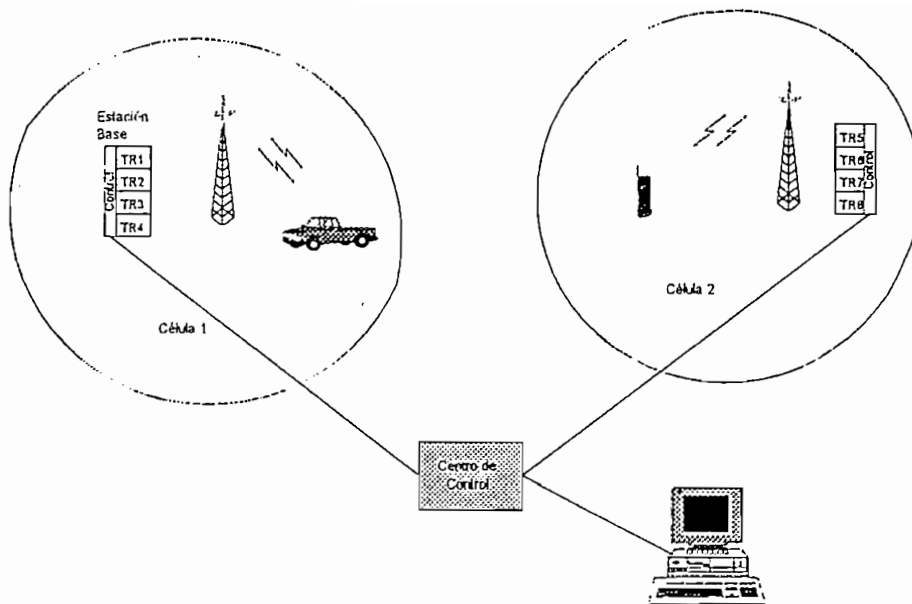 Estación
Base
Control
TR1
TR2
TR3
TR4
Célula 1
TR5
TR6
TR7
TR8
Control
Célula 2
Centro de
Control